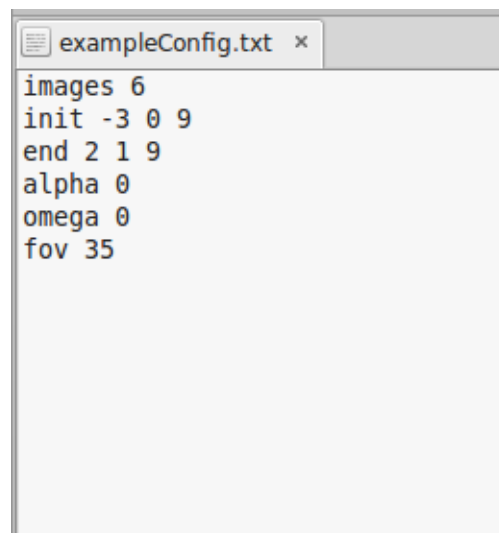 exampleConfig.txt ×
images 6
init -3 0 9
end 2 1 9
alpha 0
omega 0
fov 35